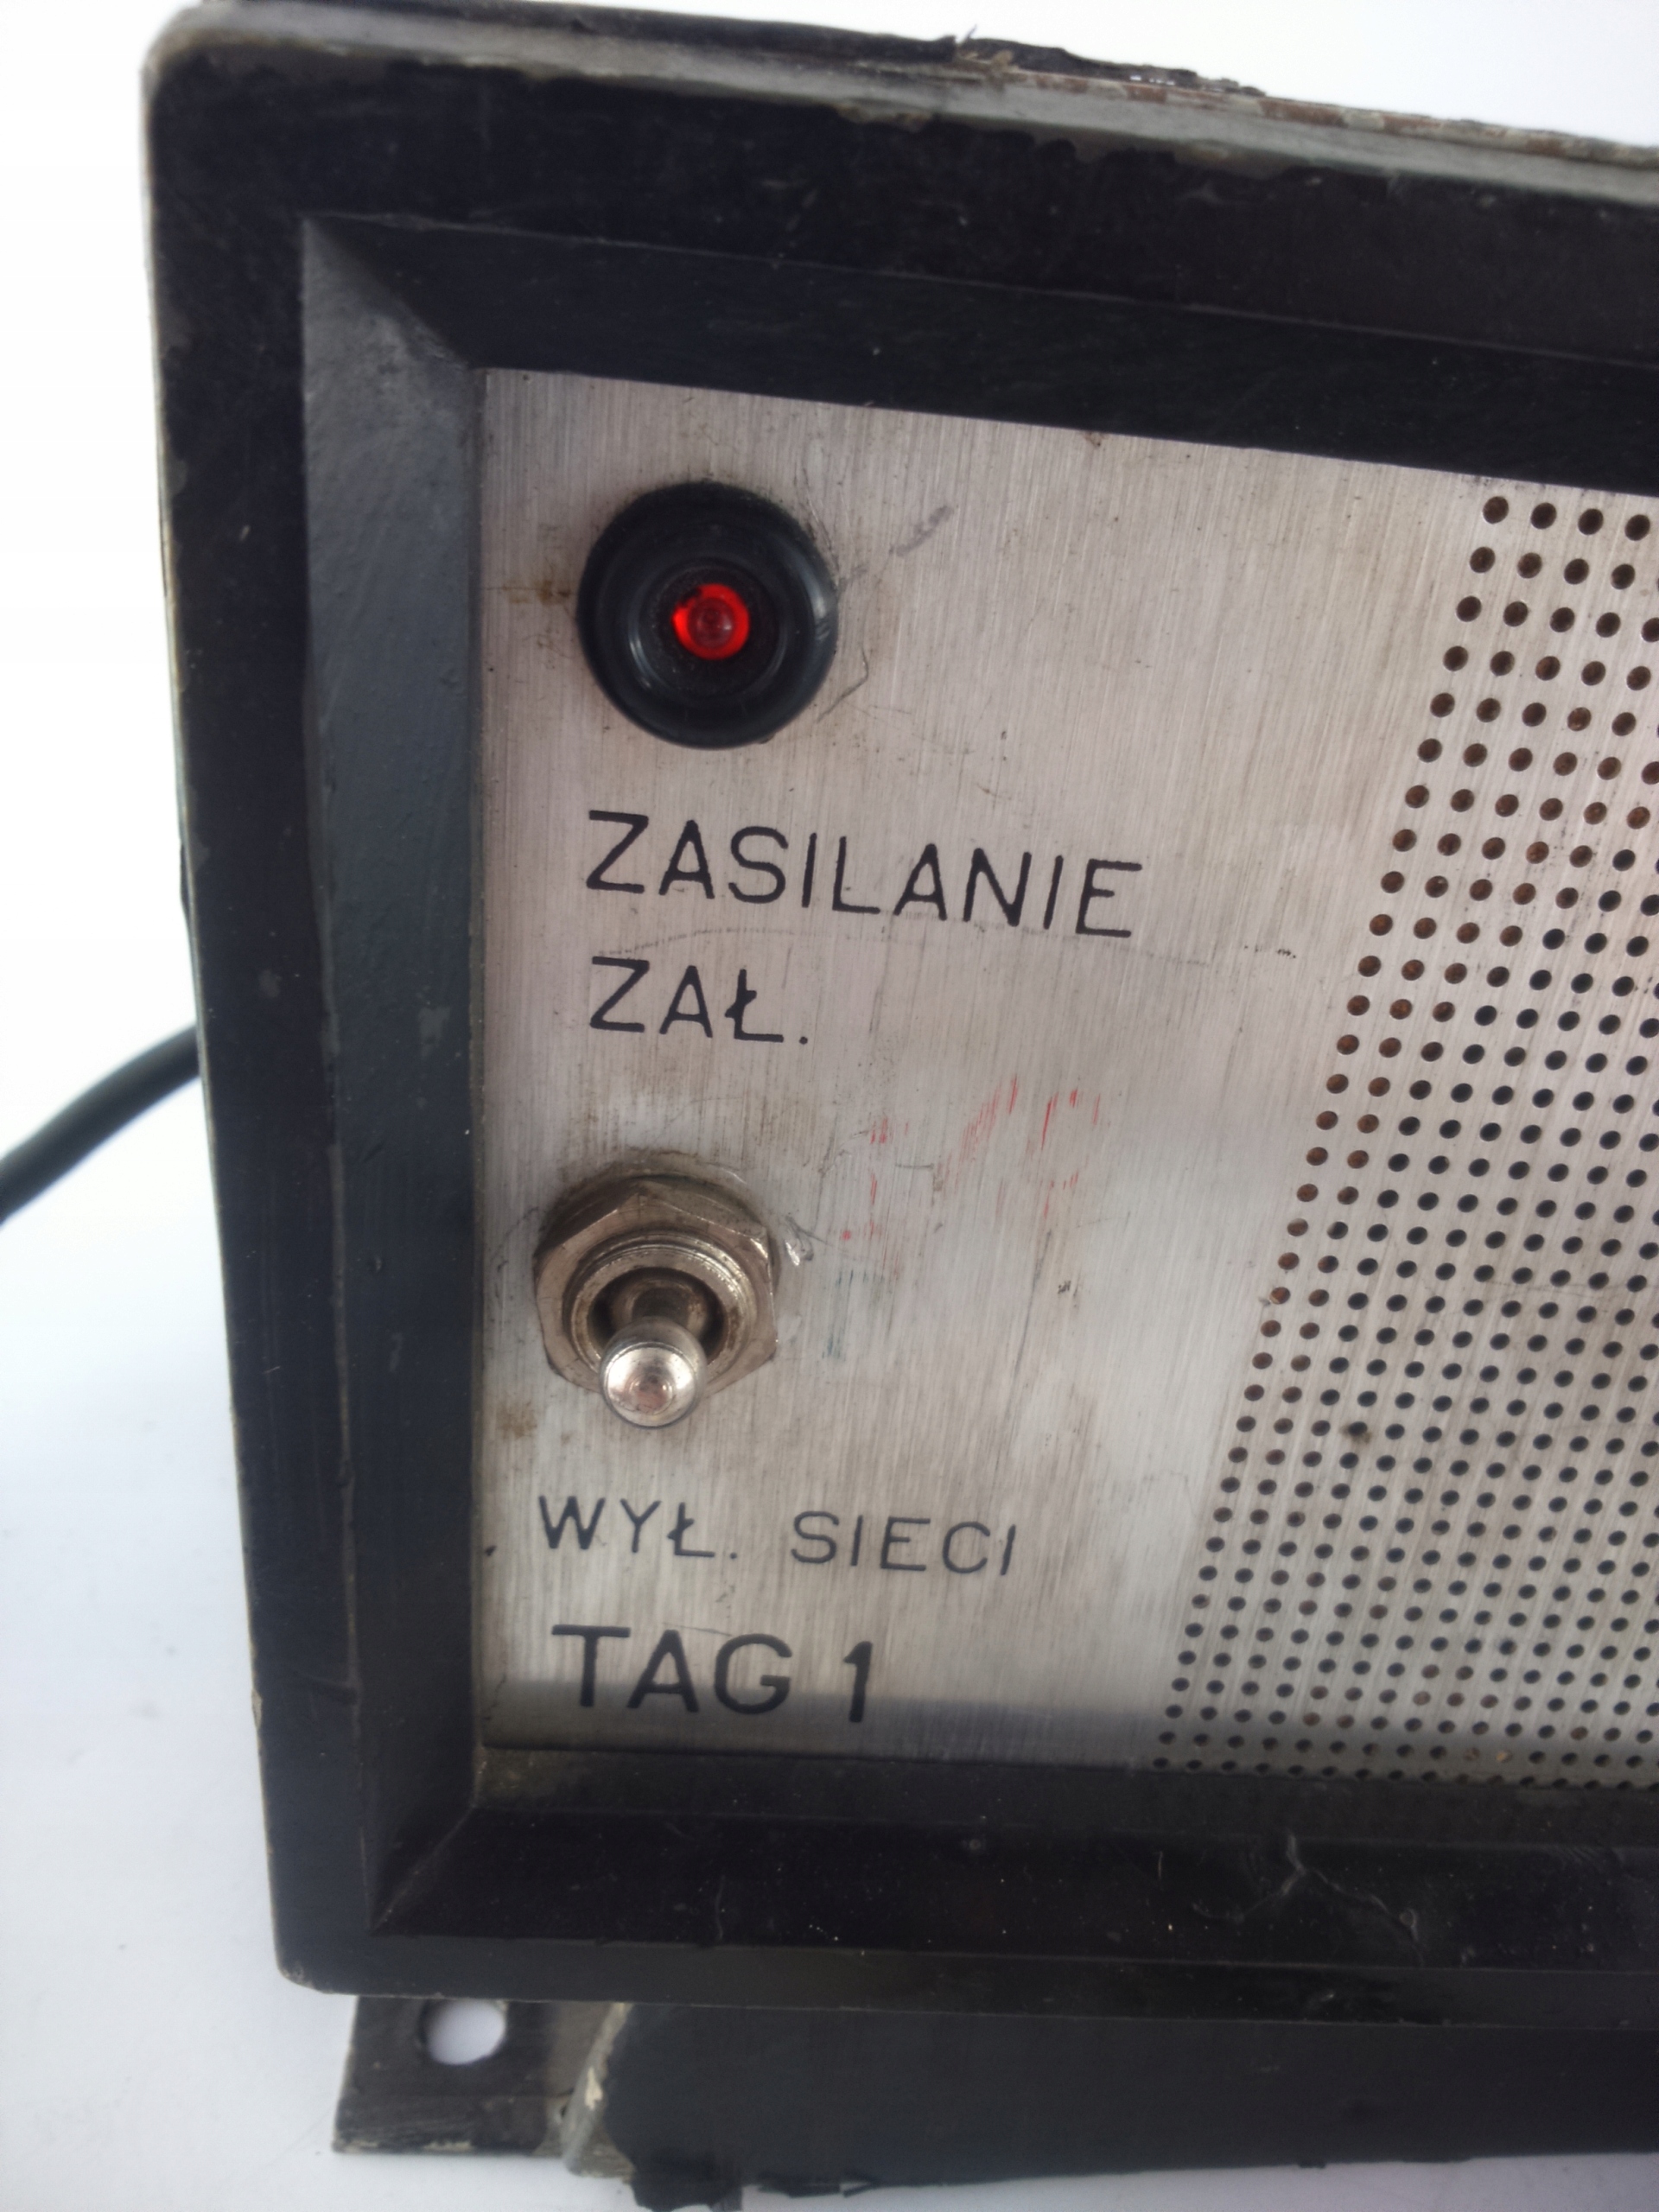 ZASILANIE
ZAŁ.
WYŁ. SIECI
TAG 1